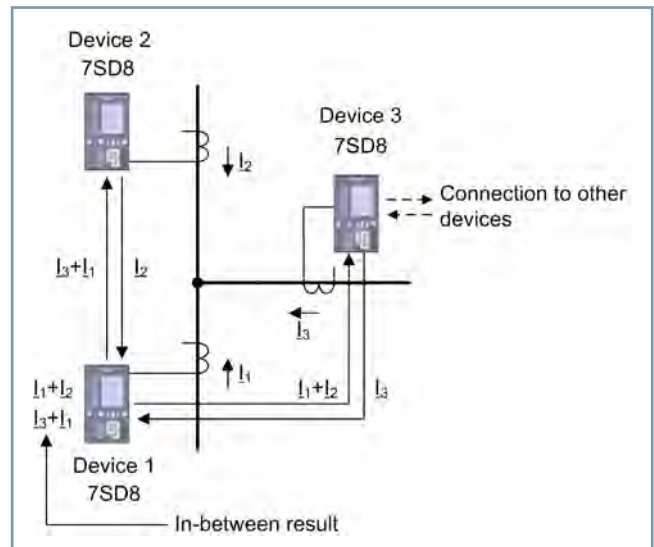 Device 2
7SD8
Device 3
7SD8
I2
Connection to other
devices
I3+I1
I2
I3
I1
I1+I2
I3+I1
I1+I2
I3
Device 1
7SD8
In-between result